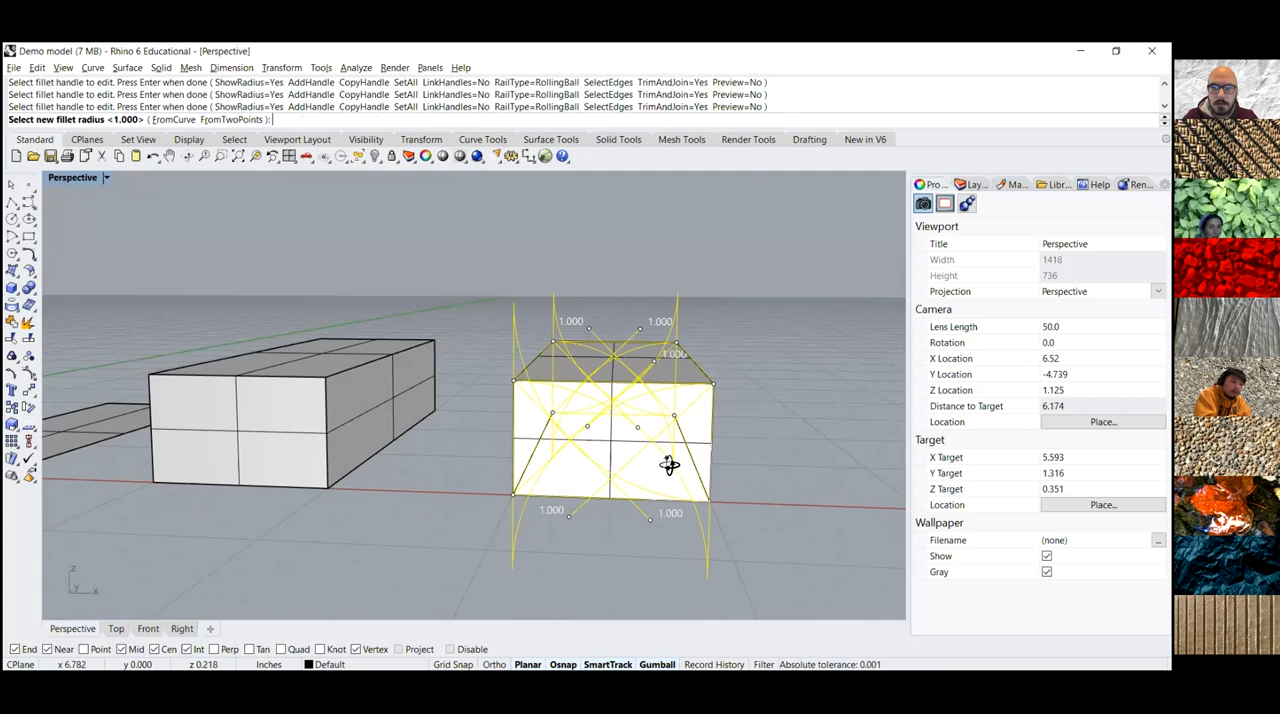 Demo model (7 MB) - Rhino 6 Educational - [Perspective]
File Edit View Curve Surface Solid Mesh Dimension Transform Tools Analyze Render Panels Help
Select fillet handle to edit. Press Enter when done ( ShowRadius=Yes AddHandle CopyHandle SetAll LinkHandles=No RailType=RollingBall SelectEdges TrimAndJoin=Yes Preview=No )
Select fillet handle to edit. Press Enter when done ( ShowRadius=Yes AddHandle CopyHandle SetAll LinkHandles=No RailType=RollingBall SelectEdges TrimAndJoin=Yes Preview=No )
Select fillet handle to edit. Press Enter when done ( ShowRadius=Yes AddHandle CopyHandle SetAll LinkHandles=No RailType=RollingBall SelectEdges TrimAndJoin=Yes Preview=No )
Select new fillet radius <1.000> ( FromCurve FromTwoPoints ):
Standard CPlanes Set View Display Select Viewport Layout Visibility Transform Curve Tools Surface Tools Solid Tools Mesh Tools Render Tools Drafting New in V6
Perspective
Pro... Lay... Ma... Libr... Help Ren...
Viewport
Title Perspective
Width 1418
Height 736
Projection Perspective
Camera
Lens Length 50.0
Rotation 0.0
X Location 6.52
Y Location -4.739
Z Location 1.125
Distance to Target 6.174
Location Place...
Target
X Target 5.593
Y Target 1.316
Z Target 0.351
Location Place...
Wallpaper
Filename (none) ...
Show
Gray
1.000 1.000
1.000
1.000 1.000
z
y x
Perspective Top Front Right
End Near Point Mid Cen Int Perp Tan Quad Knot Vertex Project Disable
CPlane x 6.782 y 0.000 z 0.218 Inches Default Grid Snap Ortho Planar Osnap SmartTrack Gumball Record History Filter Absolute tolerance: 0.001